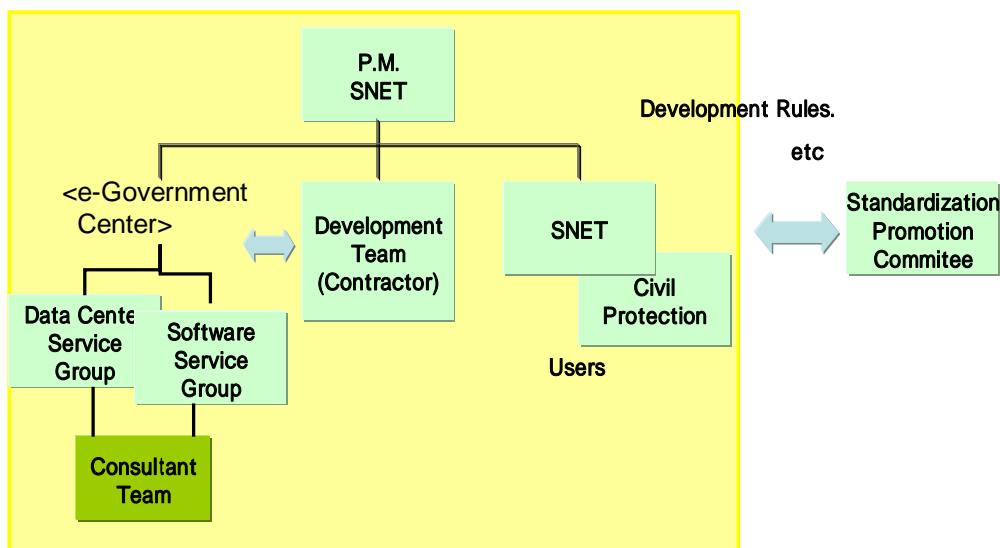 P.M.
SNET
Development Rules.
etc
<e-Government
Center>
Development
Team
(Contractor)
SNET
Standardization
Promotion
Commitee
Civil
Protection
Data Cente
Service
Group
Software
Service
Group
Users
Consultant
Team